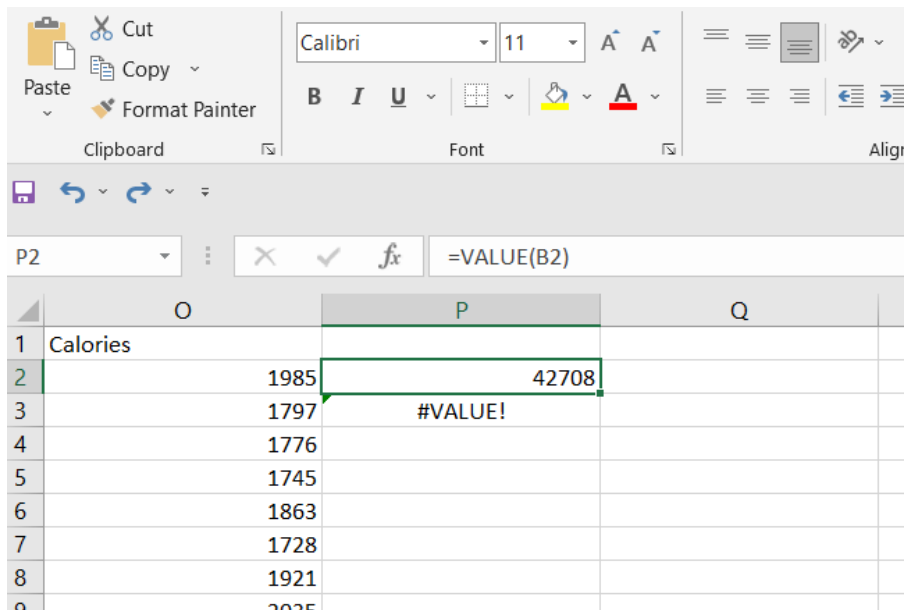 Cut
Copy
Paste
Format Painter
Clipboard
Calibri
11
A A
B I U
A
Font
P2
fx
=VALUE(B2)
O P Q
1 Calories
2 1985 42708
3 1797 #VALUE!
4 1776
5 1745
6 1863
7 1728
8 1921